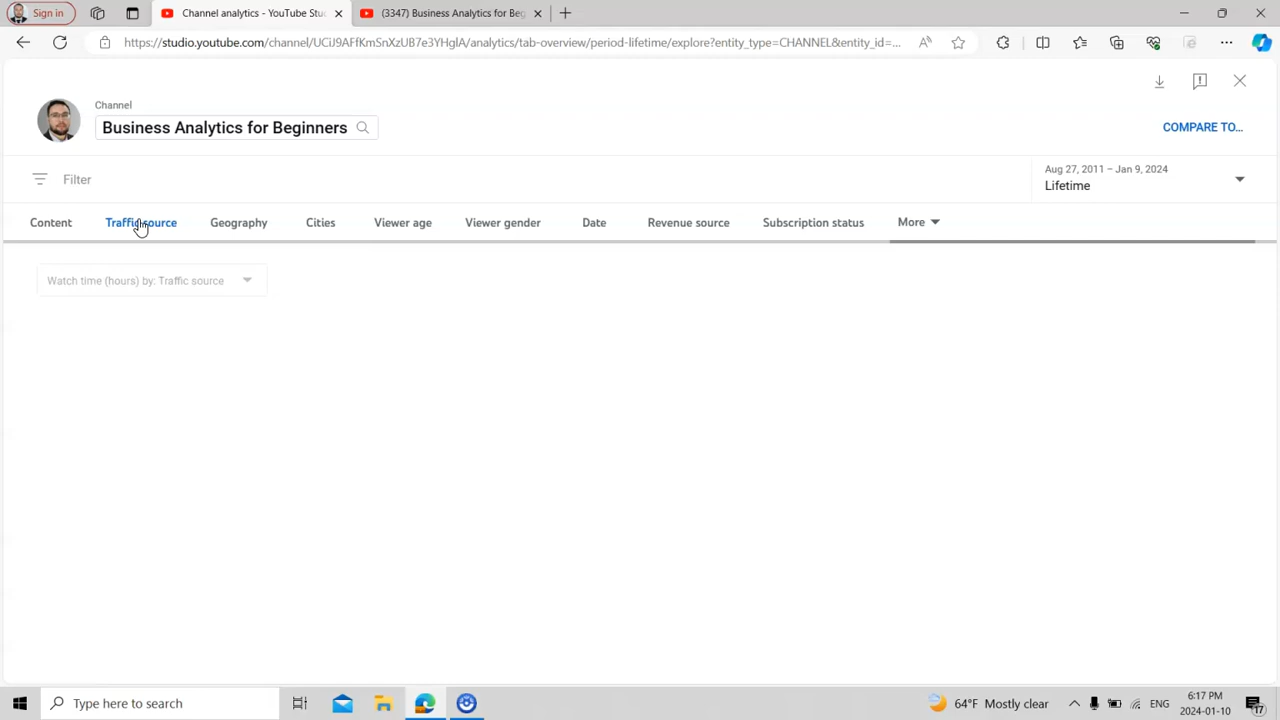 Sign in
Channel analytics - YouTube Stu
(3347) Business Analytics for Beg
https://studio.youtube.com/channel/UCiJ9AFfKmSnXzUB7e3YHglA/analytics/tab-overview/period-lifetime/explore?entity_type=CHANNEL&entity_id=...
Channel
Business Analytics for Beginners
COMPARE TO...
Filter
Aug 27, 2011 – Jan 9, 2024
Lifetime
Content
Traffic source
Geography
Cities
Viewer age
Viewer gender
Date
Revenue source
Subscription status
More
Watch time (hours) by: Traffic source
Type here to search
64°F Mostly clear
ENG
6:17 PM
2024-01-10
17